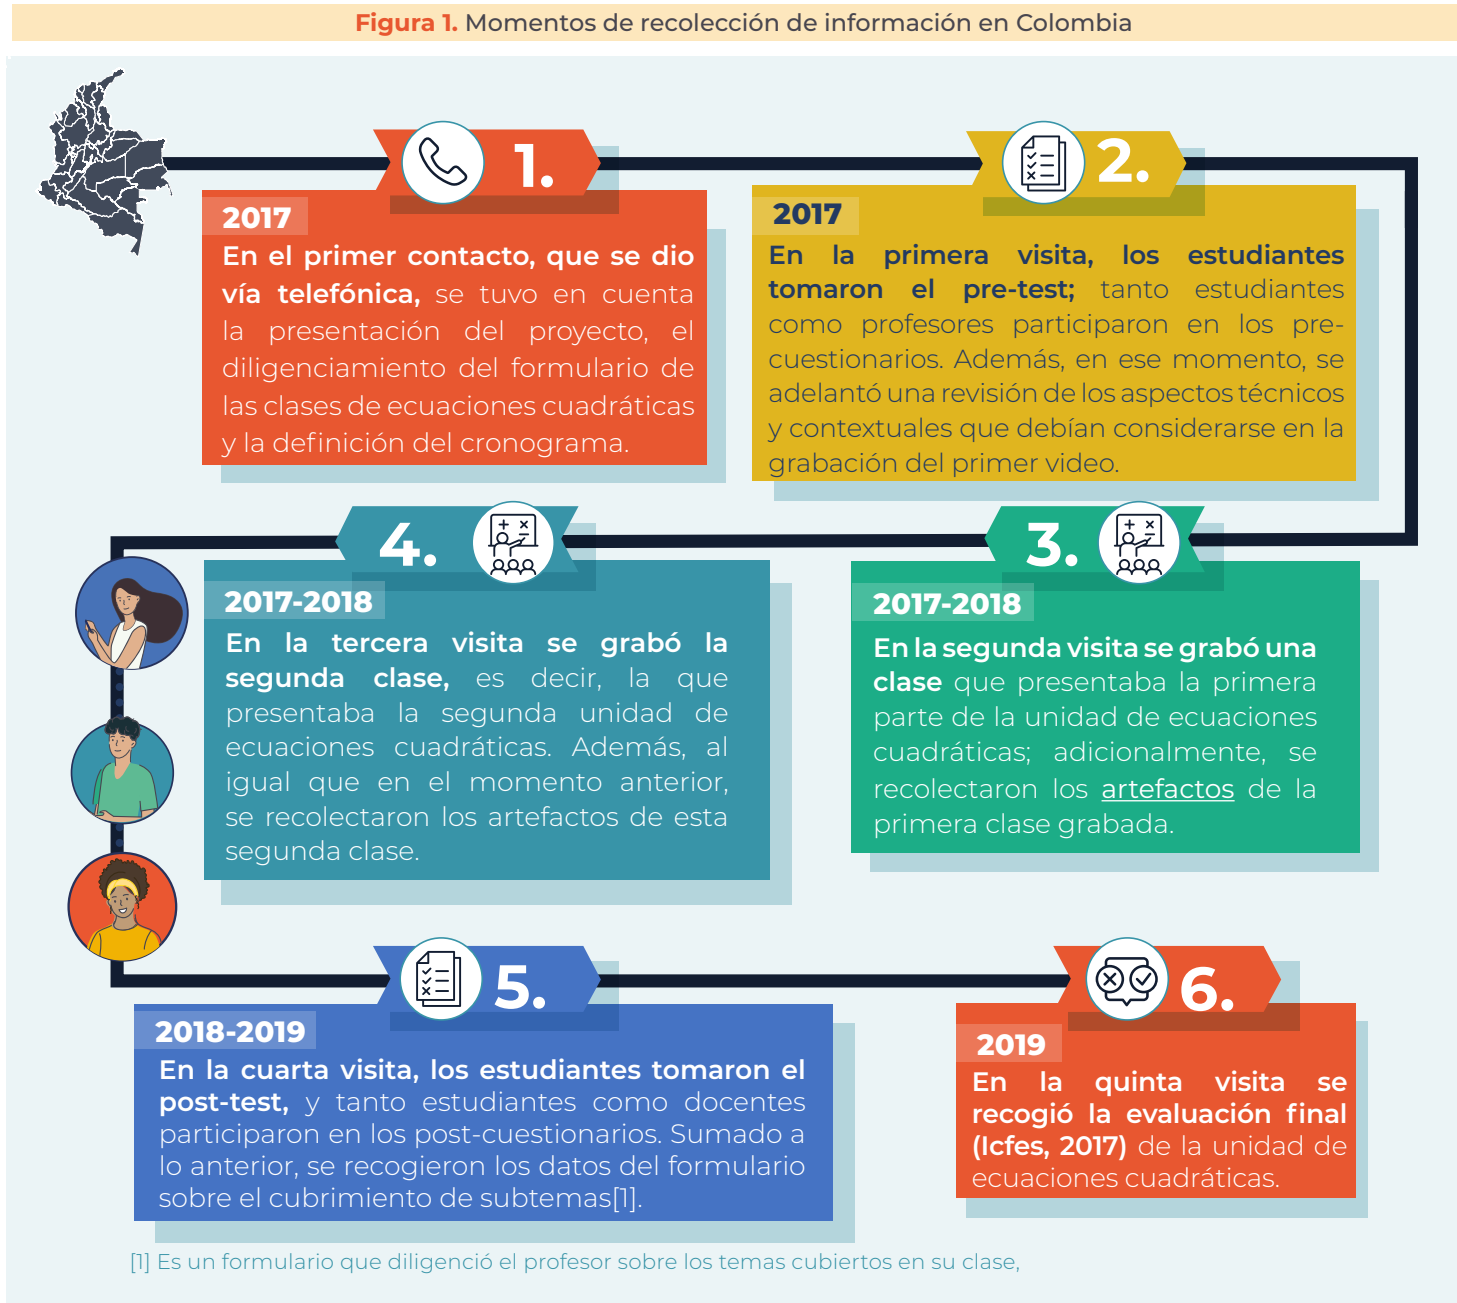 Figura 1. Momentos de recolección de información en Colombia
1.
2017
En el primer contacto, que se dio
vía telefónica, se tuvo en cuenta
la presentación del proyecto, el
diligenciamiento del formulario de
las clases de ecuaciones cuadráticas
y la definición del cronograma.
2.
2017
En la primera visita, los estudiantes
tomaron el pre-test; tanto estudiantes
como profesores participaron en los pre-
cuestionarios. Además, en ese momento, se
adelantó una revisión de los aspectos técnicos
y contextuales que debían considerarse en la
grabación del primer video.
3.
2017-2018
En la segunda visita se grabó una
clase que presentaba la primera
parte de la unidad de ecuaciones
cuadráticas; adicionalmente, se
recolectaron los artefactos de la
primera clase grabada.
4.
2017-2018
En la tercera visita se grabó la
segunda clase, es decir, la que
presentaba la segunda unidad de
ecuaciones cuadráticas. Además, al
igual que en el momento anterior,
se recolectaron los artefactos de esta
segunda clase.
5.
2018-2019
En la cuarta visita, los estudiantes tomaron el
post-test, y tanto estudiantes como docentes
participaron en los post-cuestionarios. Sumado a
lo anterior, se recogieron los datos del formulario
sobre el cubrimiento de subtemas[1].
6.
2019
En la quinta visita se
recogió la evaluación final
(Icfes, 2017) de la unidad de
ecuaciones cuadráticas.
[1] Es un formulario que diligenció el profesor sobre los temas cubiertos en su clase,